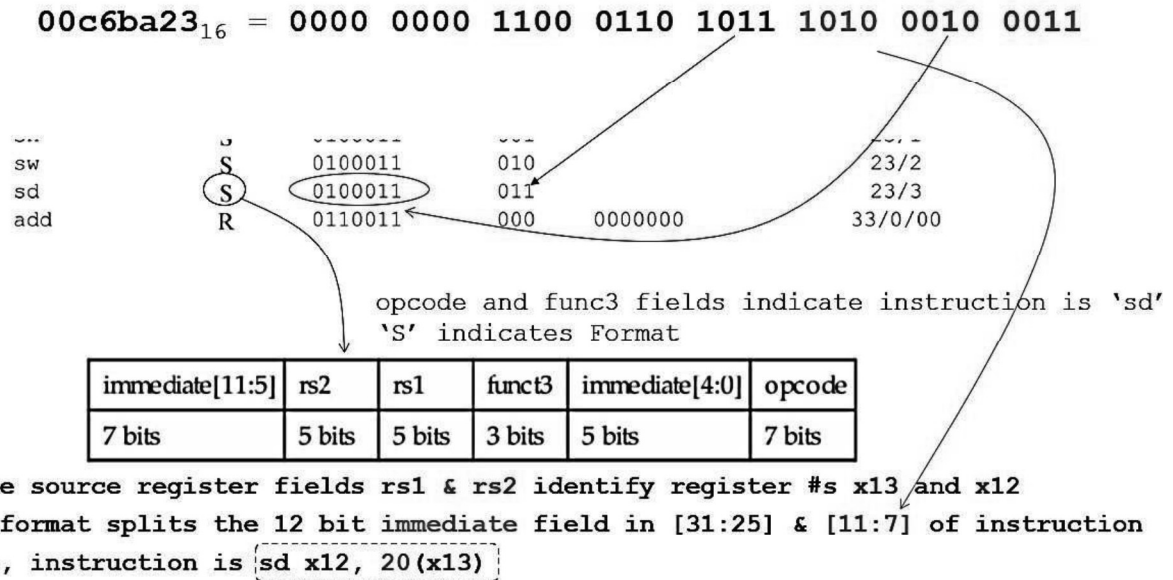 00c6ba23₁₆ = 0000 0000 1100 0110 1011 1010 0010 0011
sw S 0100011 010 23/2
sd S 0100011 011 23/3
add R 0110011 000 0000000 33/0/00
opcode and func3 fields indicate instruction is ‘sd’
‘S’ indicates Format
immediate[11:5] rs2 rs1 funct3 immediate[4:0] opcode
7 bits 5 bits 5 bits 3 bits 5 bits 7 bits
e source register fields rs1 & rs2 identify register #s x13 and x12
format splits the 12 bit immediate field in [31:25] & [11:7] of instruction
, instruction is sd x12, 20(x13)